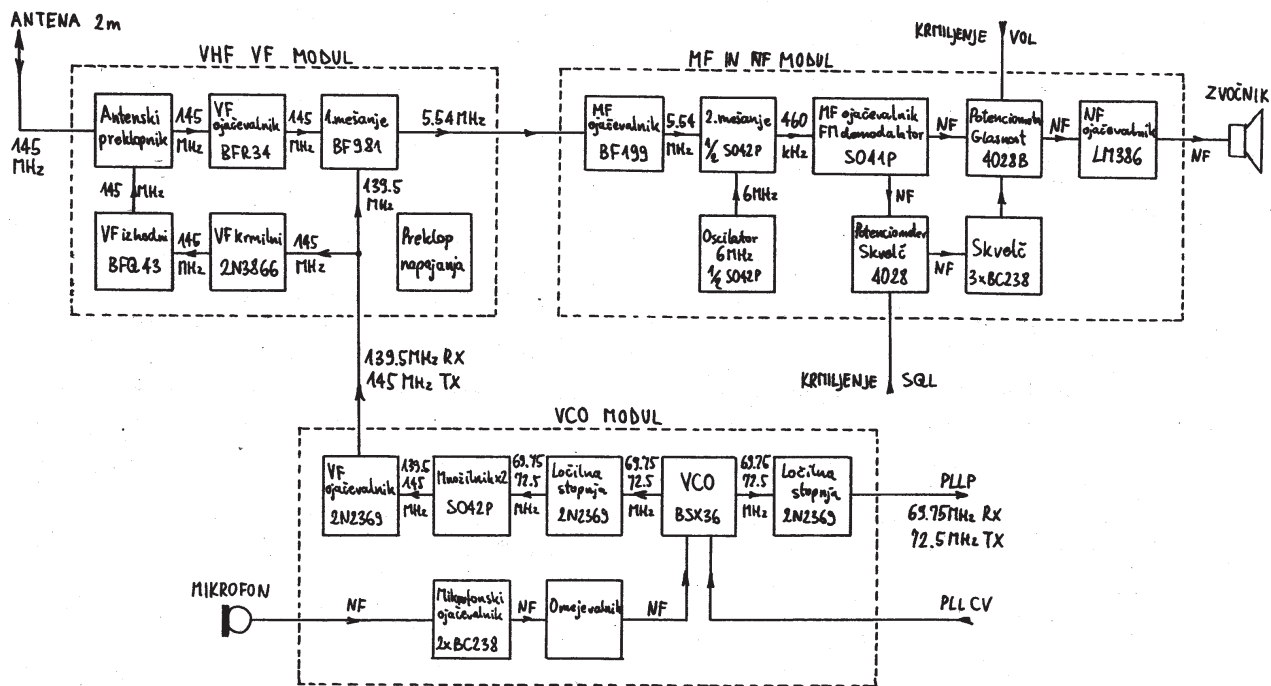 ANTENA 2m
VHF VF MODUL
145
MHz
Antenski
preklopnik
145
MHz
VF
ojačevalnik
BFR34
145
MHz
1.mešanje
BF981
5.54MHz
145 MHz
139.5
MHz
VF izhodni
BFQ43
145
MHz
VF krmilni
2N3866
145
MHz
Preklop
napajanja
MF IN NF MODUL
KRMILJENJE VOL
MF
ojačevalnik
BF199
5.54
MHz
2.mešanje
1/2 SO42P
460
kHz
MF ojačevalnik
FM demodulator
SO41P
NF
Potenciometer
Glasnost
4028B
NF
NF
ojačevalnik
LM386
NF
ZVOČNIK
6MHz
NF
Oscilator
6MHz
1/2 SO42P
Potenciometer
Skvelč
4028
NF
Skvelč
3xBC238
KRMILJENJE SQL
139.5MHz RX
145 MHz TX
VCO MODUL
VF
ojačevalnik
2N2369
139.5
145
MHz
Množilnik x2
SO42P
69.75
72.5
MHz
Ločilna
stopnja
2N2369
69.75
72.5
MHz
VCO
BSX36
69.75
72.5
MHz
Ločilna
stopnja
2N2369
PLLP
69.75MHz RX
72.5MHz TX
MIKROFON
NF
Mikrofonski
ojačevalnik
2xBC238
NF
Omejevalnik
NF
PLL CV